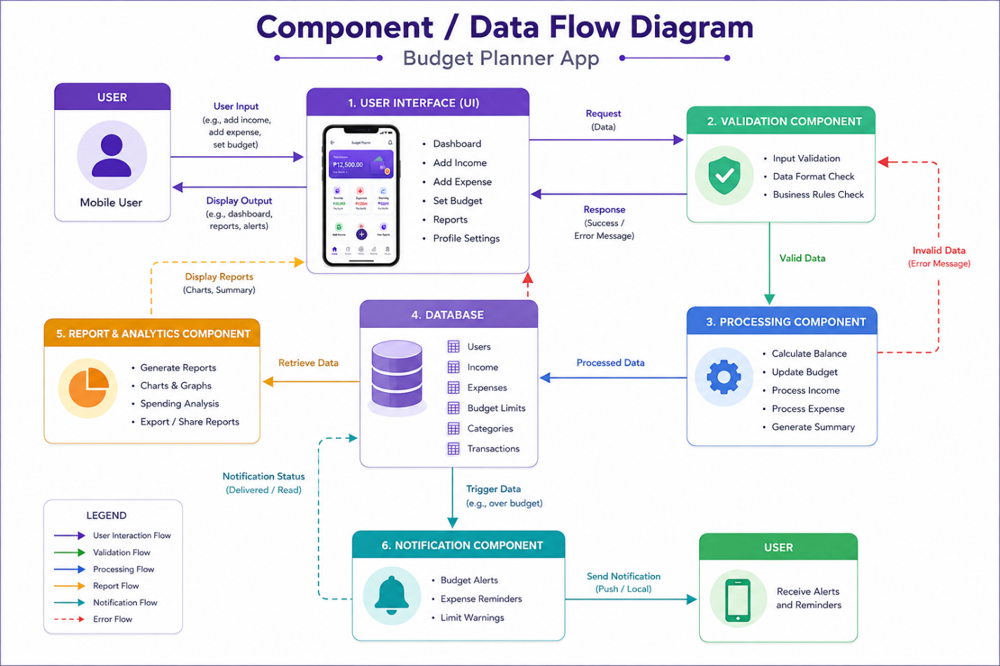 Component / Data Flow Diagram
Budget Planner App
USER
Mobile User
User Input
(e.g., add income,
add expense,
set budget)
Display Output
(e.g., dashboard,
reports, alerts)
1. USER INTERFACE (UI)
Budget Planner
₱12,500.00
• Dashboard
• Add Income
• Add Expense
• Set Budget
• Reports
• Profile Settings
Request
(Data)
Response
(Success /
Error Message)
2. VALIDATION COMPONENT
• Input Validation
• Data Format Check
• Business Rules Check
Valid Data
Invalid Data
(Error Message)
Display Reports
(Charts, Summary)
5. REPORT & ANALYTICS COMPONENT
• Generate Reports
• Charts & Graphs
• Spending Analysis
• Export / Share Reports
Retrieve Data
4. DATABASE
Users
Income
Expenses
Budget Limits
Categories
Transactions
Processed Data
3. PROCESSING COMPONENT
• Calculate Balance
• Update Budget
• Process Income
• Process Expense
• Generate Summary
Notification Status
(Delivered / Read)
Trigger Data
(e.g., over budget)
LEGEND
User Interaction Flow
Validation Flow
Processing Flow
Report Flow
Notification Flow
Error Flow
6. NOTIFICATION COMPONENT
• Budget Alerts
• Expense Reminders
• Limit Warnings
Send Notification
(Push / Local)
USER
Receive Alerts
and Reminders